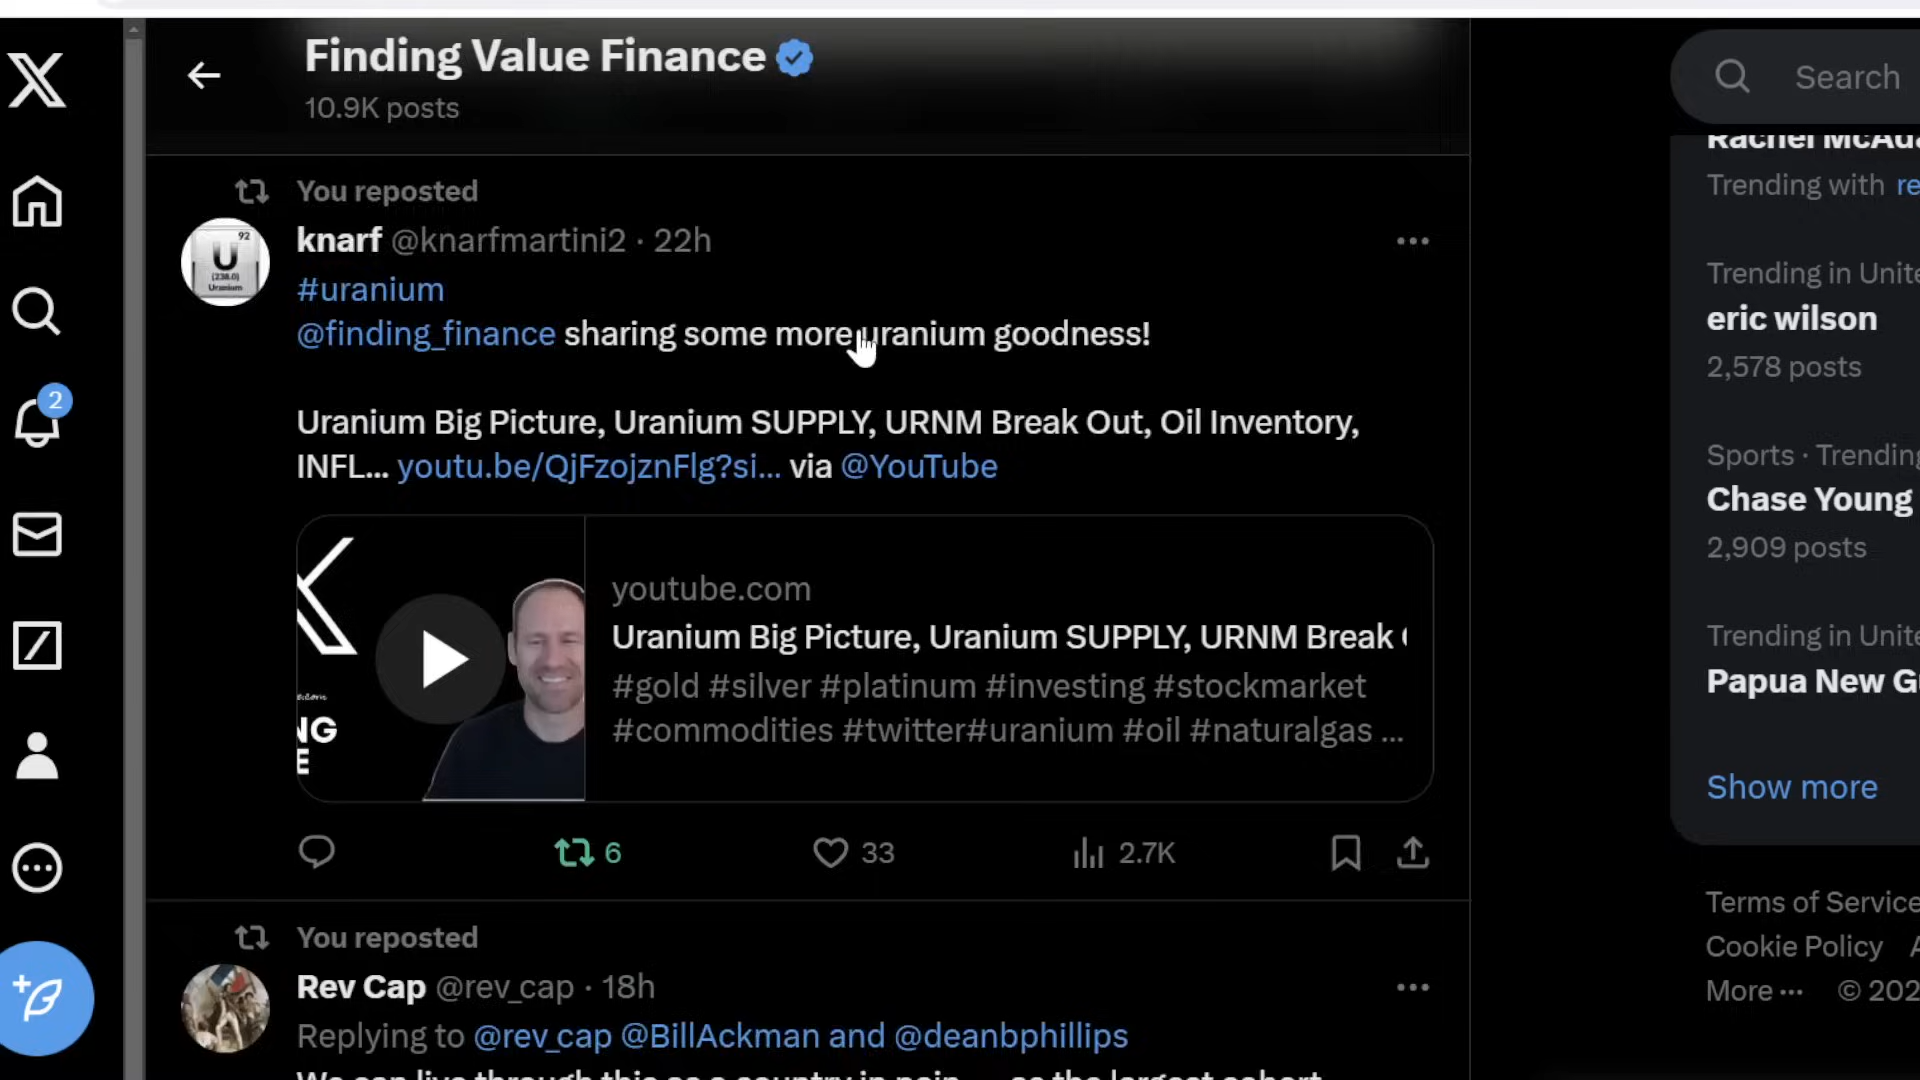 Finding Value Finance
10.9K posts
Search
You reposted
knarf @knarfmartini2 · 22h
#uranium
@finding_finance sharing some more uranium goodness!
Uranium Big Picture, Uranium SUPPLY, URNM Break Out, Oil Inventory,
INFL... youtu.be/QjFzojznFlg?si... via @YouTube
youtube.com
Uranium Big Picture, Uranium SUPPLY, URNM Break
#gold #silver #platinum #investing #stockmarket
#commodities #twitter#uranium #oil #naturalgas ...
6
33
2.7K
You reposted
Rev Cap @rev_cap · 18h
Replying to @rev_cap @BillAckman and @deanbphillips
2
92
U
Uranium
NG
E
Trending with re
Trending in Unite
eric wilson
2,578 posts
Sports · Trending
Chase Young
2,909 posts
Trending in Unite
Papua New G
Show more
Terms of Service
Cookie Policy A
More ··· © 202